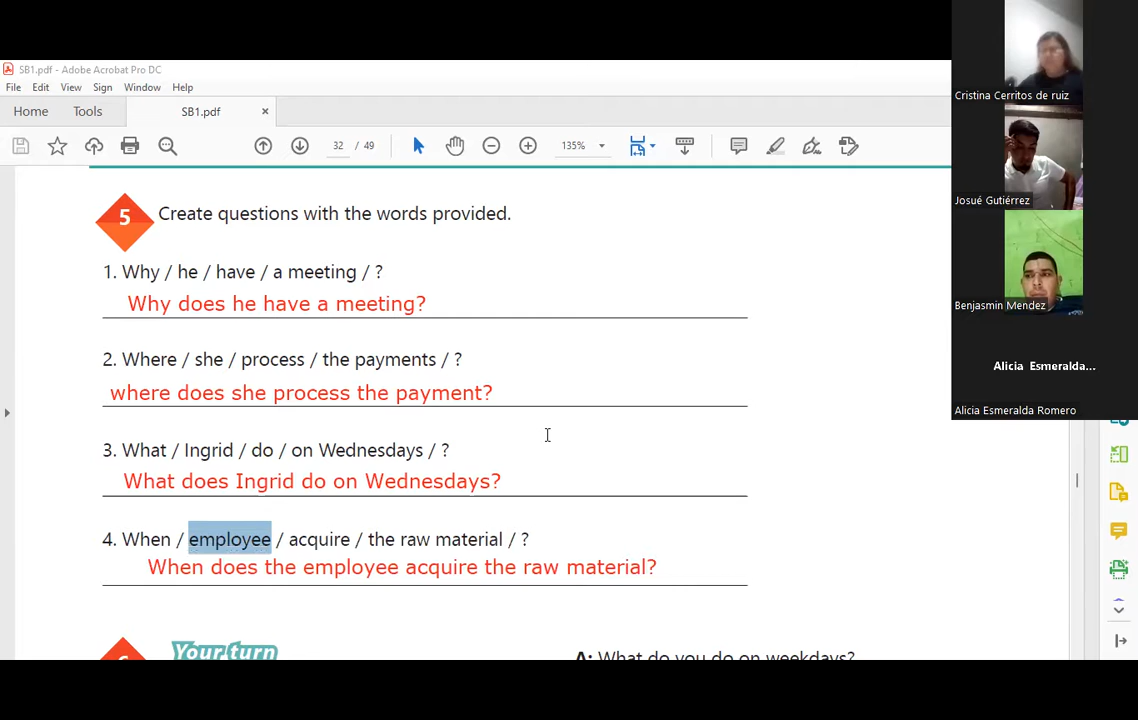 SB1.pdf - Adobe Acrobat Pro DC
File Edit View Sign Window Help
Home Tools SB1.pdf ×
32 / 49 135%
5 Create questions with the words provided.
1. Why / he / have / a meeting / ?
Why does he have a meeting?
2. Where / she / process / the payments / ?
where does she process the payment?
3. What / Ingrid / do / on Wednesdays / ?
What does Ingrid do on Wednesdays?
4. When / employee / acquire / the raw material / ?
When does the employee acquire the raw material?
6 Your turn
A: What do you do on weekdays?
Cristina Cerritos de ruiz
Josué Gutiérrez
Benjasmín Mendez
Alicia Esmeralda...
Alicia Esmeralda Romero